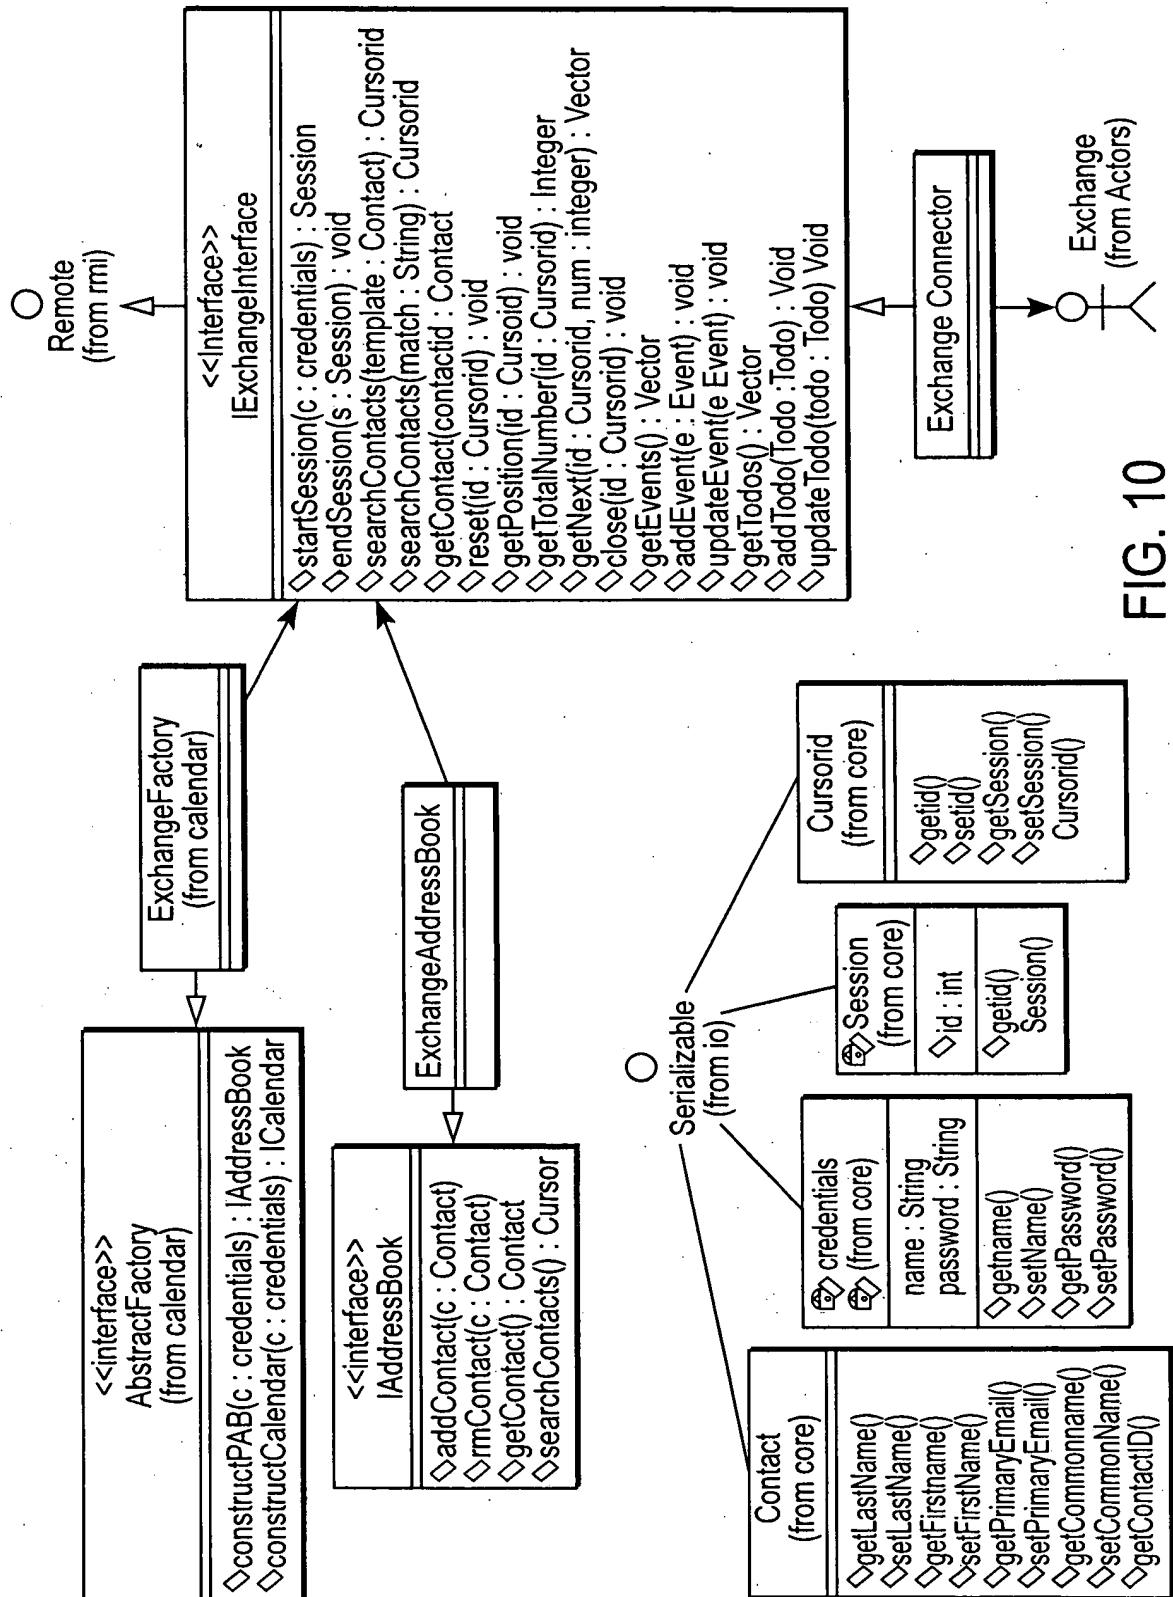 <<interface>>
AbstractFactory
(from calendar)
constructPAB(c : credentials) : IAddressBook
constructCalendar(c : credentials) : ICalendar
ExchangeFactory
(from calendar)
Remote
(from rmi)
<<Interface>>
IExchangeInterface
startSession(c : credentials) : Session
endSession(s : Session) : void
searchContacts(template : Contact) : Cursorid
searchContacts(match : String) : Cursorid
getContact(contactid : Contact
reset(id : Cursorid) : void
getPosition(id : Cursoid) : void
getTotalNumber(id : Cursorid) : Integer
getNext(id : Cursorid, num : integer) : Vector
close(id : Cursorid) : void
getEvents() : Vector
addEvent(e : Event) : void
updateEvent(e Event) : void
getTodos() : Vector
addTodo(Todo :Todo) : Void
updateTodo(todo : Todo) Void
<<interface>>
IAddressBook
addContact(c : Contact)
rmContact(c : Contact)
getContact() : Contact
searchContacts() : Cursor
ExchangeAddressBook
Serializable
(from io)
Contact
(from core)
getLastName()
setLastName()
getFirstname()
setFirstName()
getPrimaryEmail()
setPrimaryEmail()
getCommonname()
setCommonName()
getContactID()
credentials
(from core)
name : String
password : String
getname()
setName()
getPassword()
setPassword()
Session
(from core)
id : int
getid()
Session()
Cursorid
(from core)
getid()
setid()
getSession()
setSession()
Cursorid()
Exchange Connector
Exchange
(from Actors)
FIG. 10